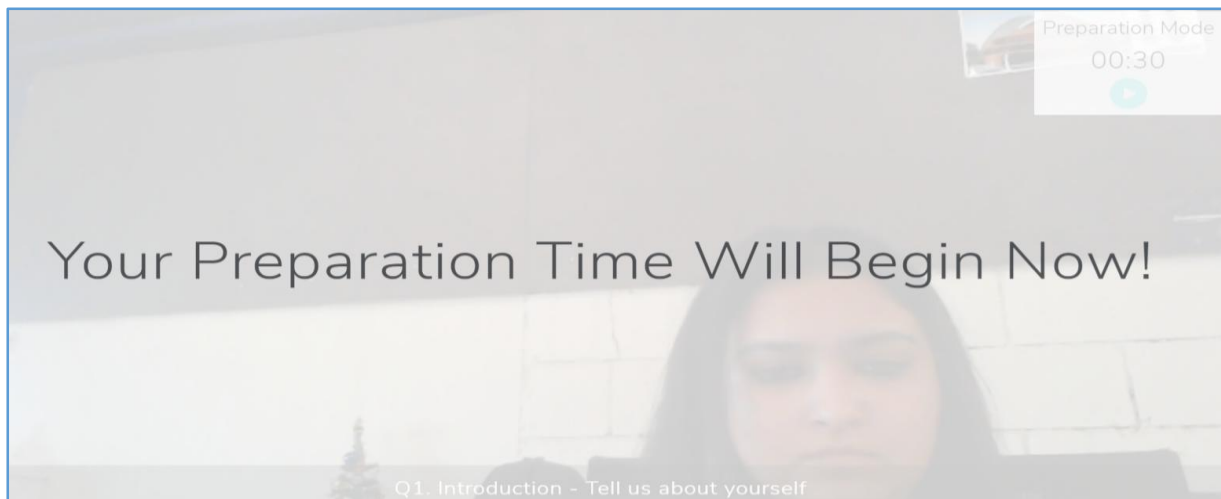 Preparation Mode
00:30
Your Preparation Time Will Begin Now!
Q1. Introduction - Tell us about yourself